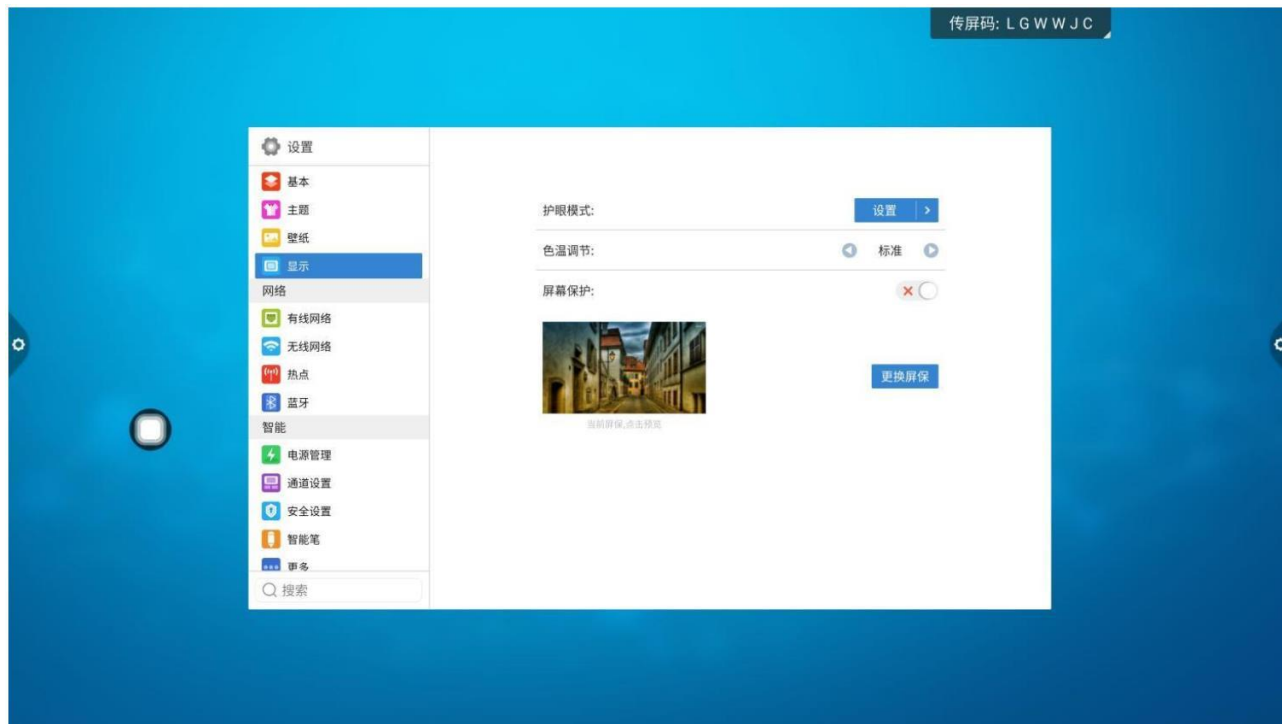 传屏码: L G W W J C
设置
基本
主题
壁纸
显示
网络
有线网络
无线网络
热点
蓝牙
智能
电源管理
通道设置
安全设置
智能笔
更多
搜索
护眼模式:
设置
色温调节:
标准
屏幕保护:
更换屏保
当前屏保,点击预览